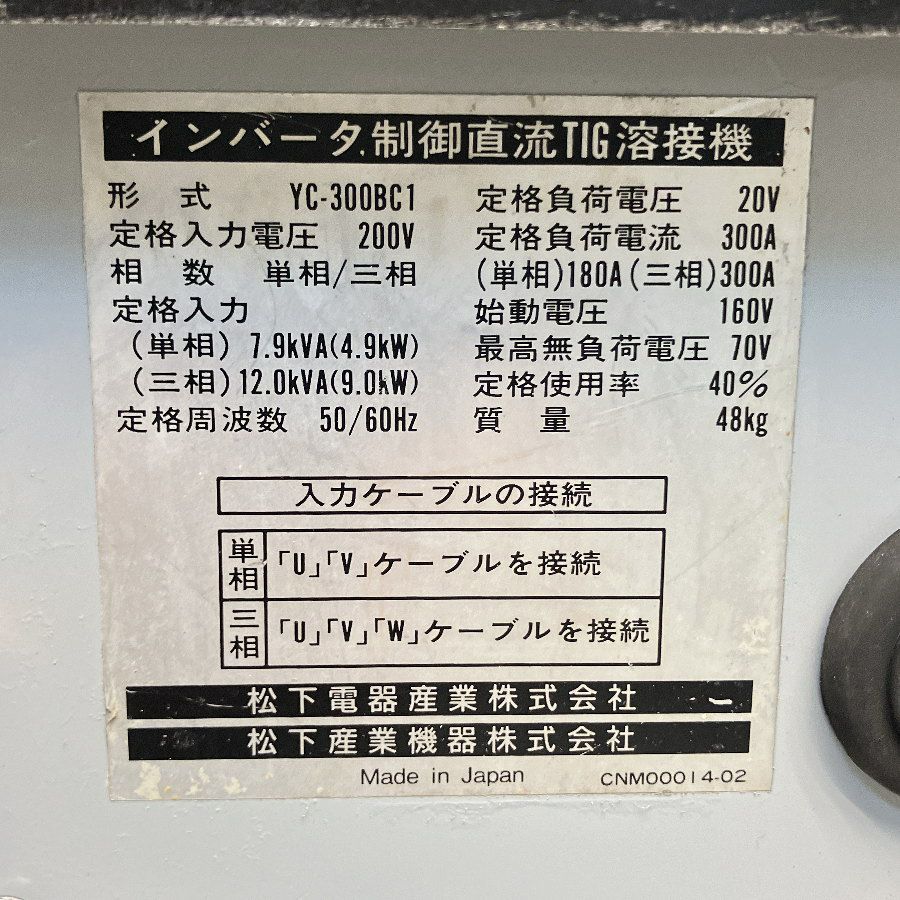 インバータ制御直流TIG溶接機
形 式 YC-300BC1
定格入力電圧 200V
相 数 単相/三相
定格入力
(単相) 7.9kVA(4.9kW)
(三相) 12.0kVA(9.0kW)
定格周波数 50/60Hz
定格負荷電圧 20V
定格負荷電流 300A
(単相)180A (三相)300A
始動電圧 160V
最高無負荷電圧 70V
定格使用率 40%
質 量 48kg
入力ケーブルの接続
単相 「U」「V」ケーブルを接続
三相 「U」「V」「W」ケーブルを接続
松下電器産業株式会社
松下産業機器株式会社
Made in Japan CNM00014-02